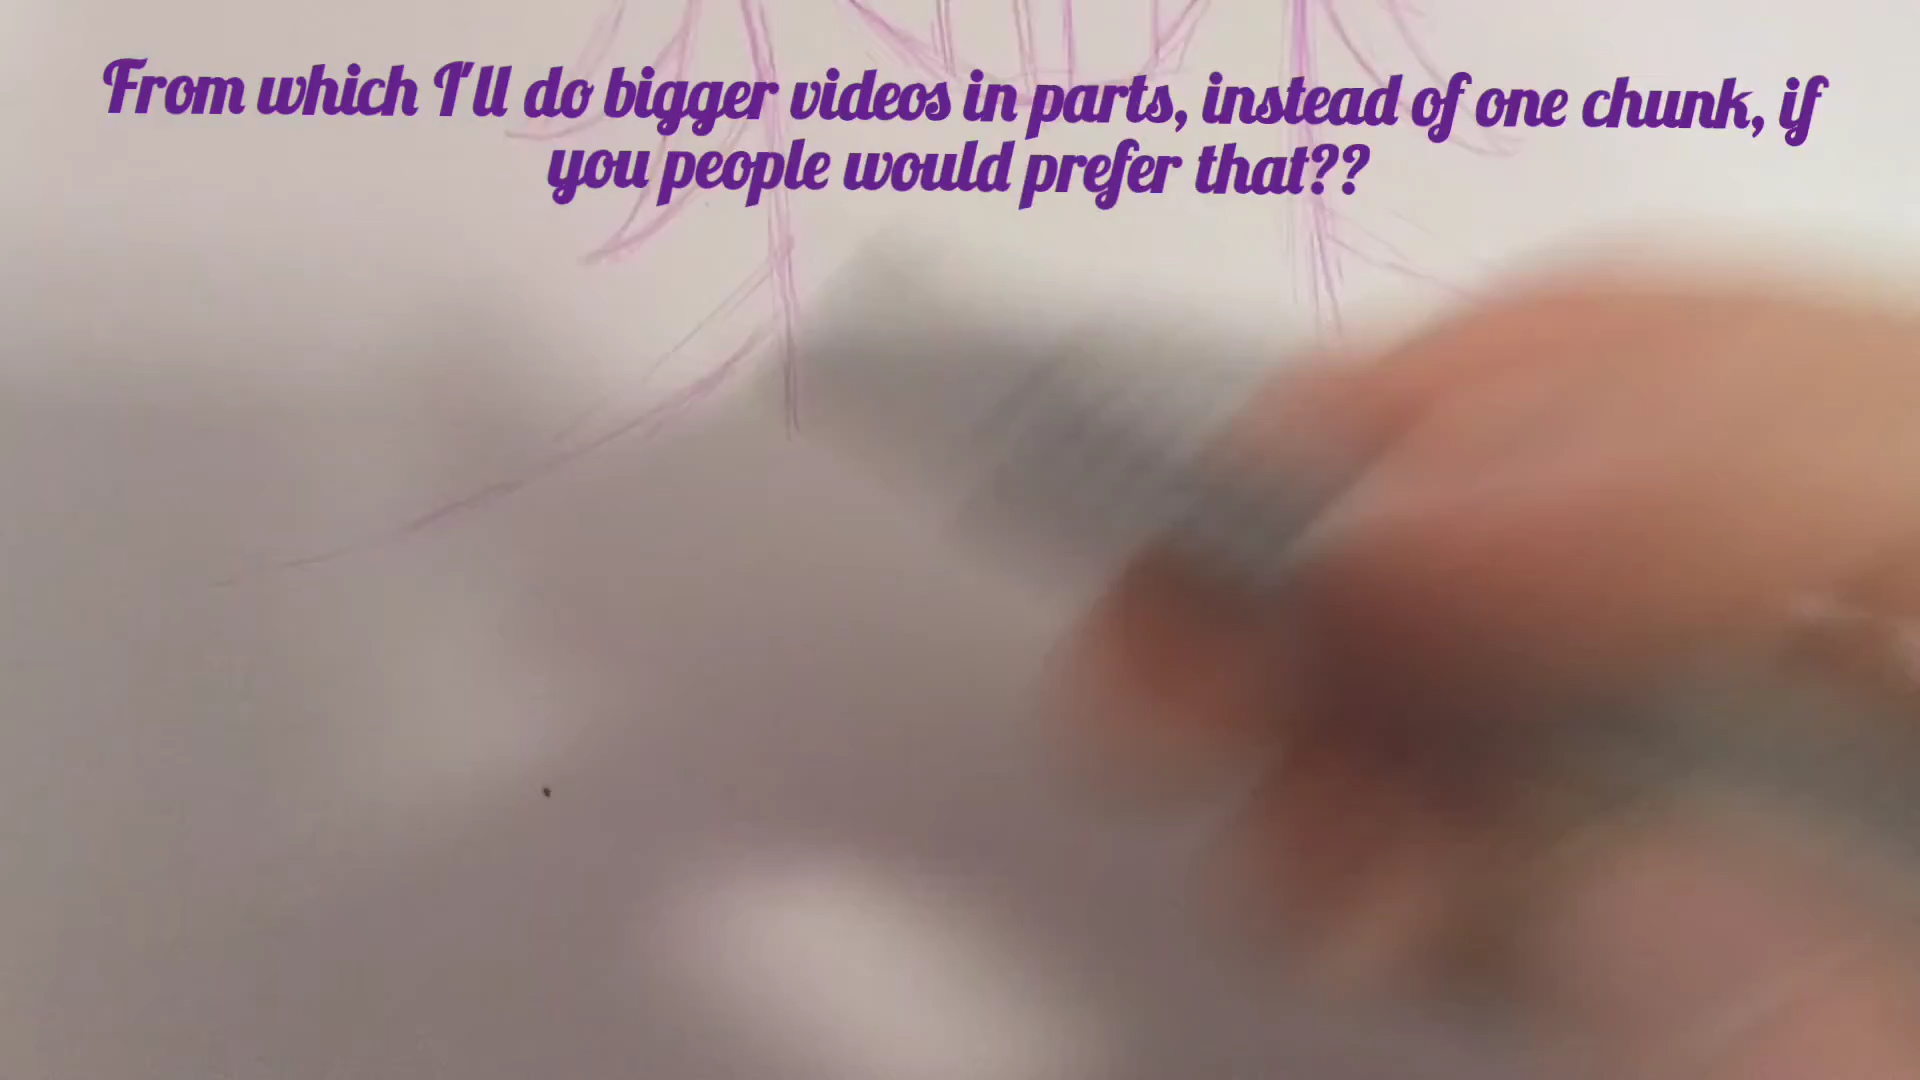 From which I'll do bigger videos in parts, instead of one chunk, if
you people would prefer that??